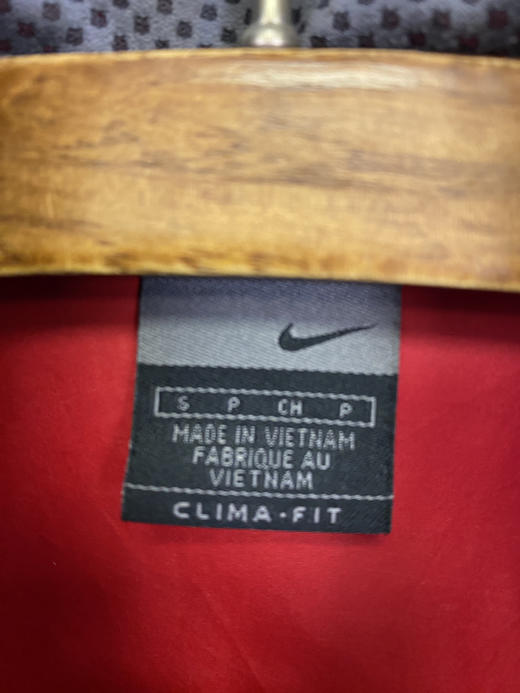 S P CH P
MADE IN VIETNAM
FABRIQUE AU
VIETNAM
CLIMA·FIT